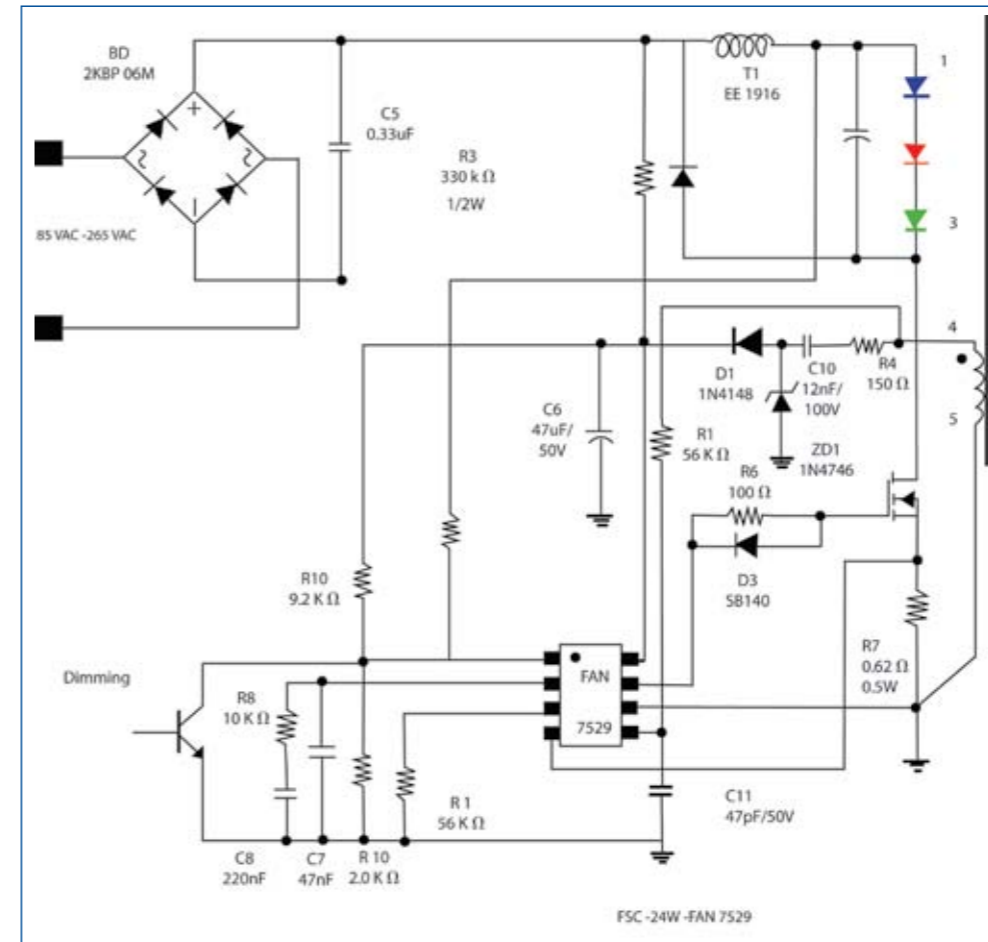 BD
2KBP 06M
C5
0.33uF
R3
330 k Ω
1/2W
T1
EE 1916
1
3
85 VAC -265 VAC
4
5
D1
1N4148
C10
12nF/
100V
R4
150 Ω
C6
47uF/
50V
R1
56 K Ω
ZD1
1N4746
R6
100 Ω
D3
SB140
R10
9.2 K Ω
R7
0.62 Ω
0.5W
Dimming
FAN
7529
R8
10 K Ω
R 1
56 K Ω
C11
47pF/50V
C8
220nF
C7
47nF
R 10
2.0 K Ω
FSC -24W -FAN 7529